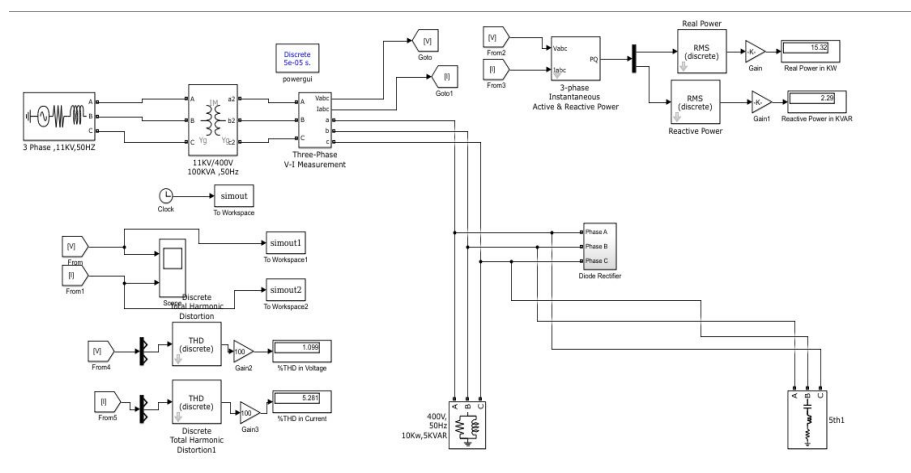 Discrete
5e-05 s.
powergui
[V]
Goto
[I]
Goto1
[V]
From2
[I]
From3
Vabc
Iabc
PQ
3-phase
Instantaneous
Active & Reactive Power
Real Power
RMS
(discrete)
-K-
Gain
15.32
Real Power in KW
RMS
(discrete)
Reactive Power
-K-
Gain1
2.29
Reactive Power in KVAR
A
B
C
3 Phase ,11KV,50HZ
A
B
C
a2
b2
c2
Yg
Yg
11KV/400V
100KVA ,50Hz
A
B
C
Vabc
Iabc
a
b
c
Three-Phase
V-I Measurement
Clock
simout
To Workspace
[V]
From
[I]
From1
Scope
simout1
To Workspace1
simout2
To Workspace2
Phase A
Phase B
Phase C
Diode Rectifier
Discrete
Total Harmonic
Distortion
[V]
From4
THD
(discrete)
100
Gain2
1.099
%THD in Voltage
[I]
From5
THD
(discrete)
100
Gain3
5.281
%THD in Current
Discrete
Total Harmonic
Distortion1
A B C
400V,
50Hz
10Kw,5KVAR
A B C
5th1